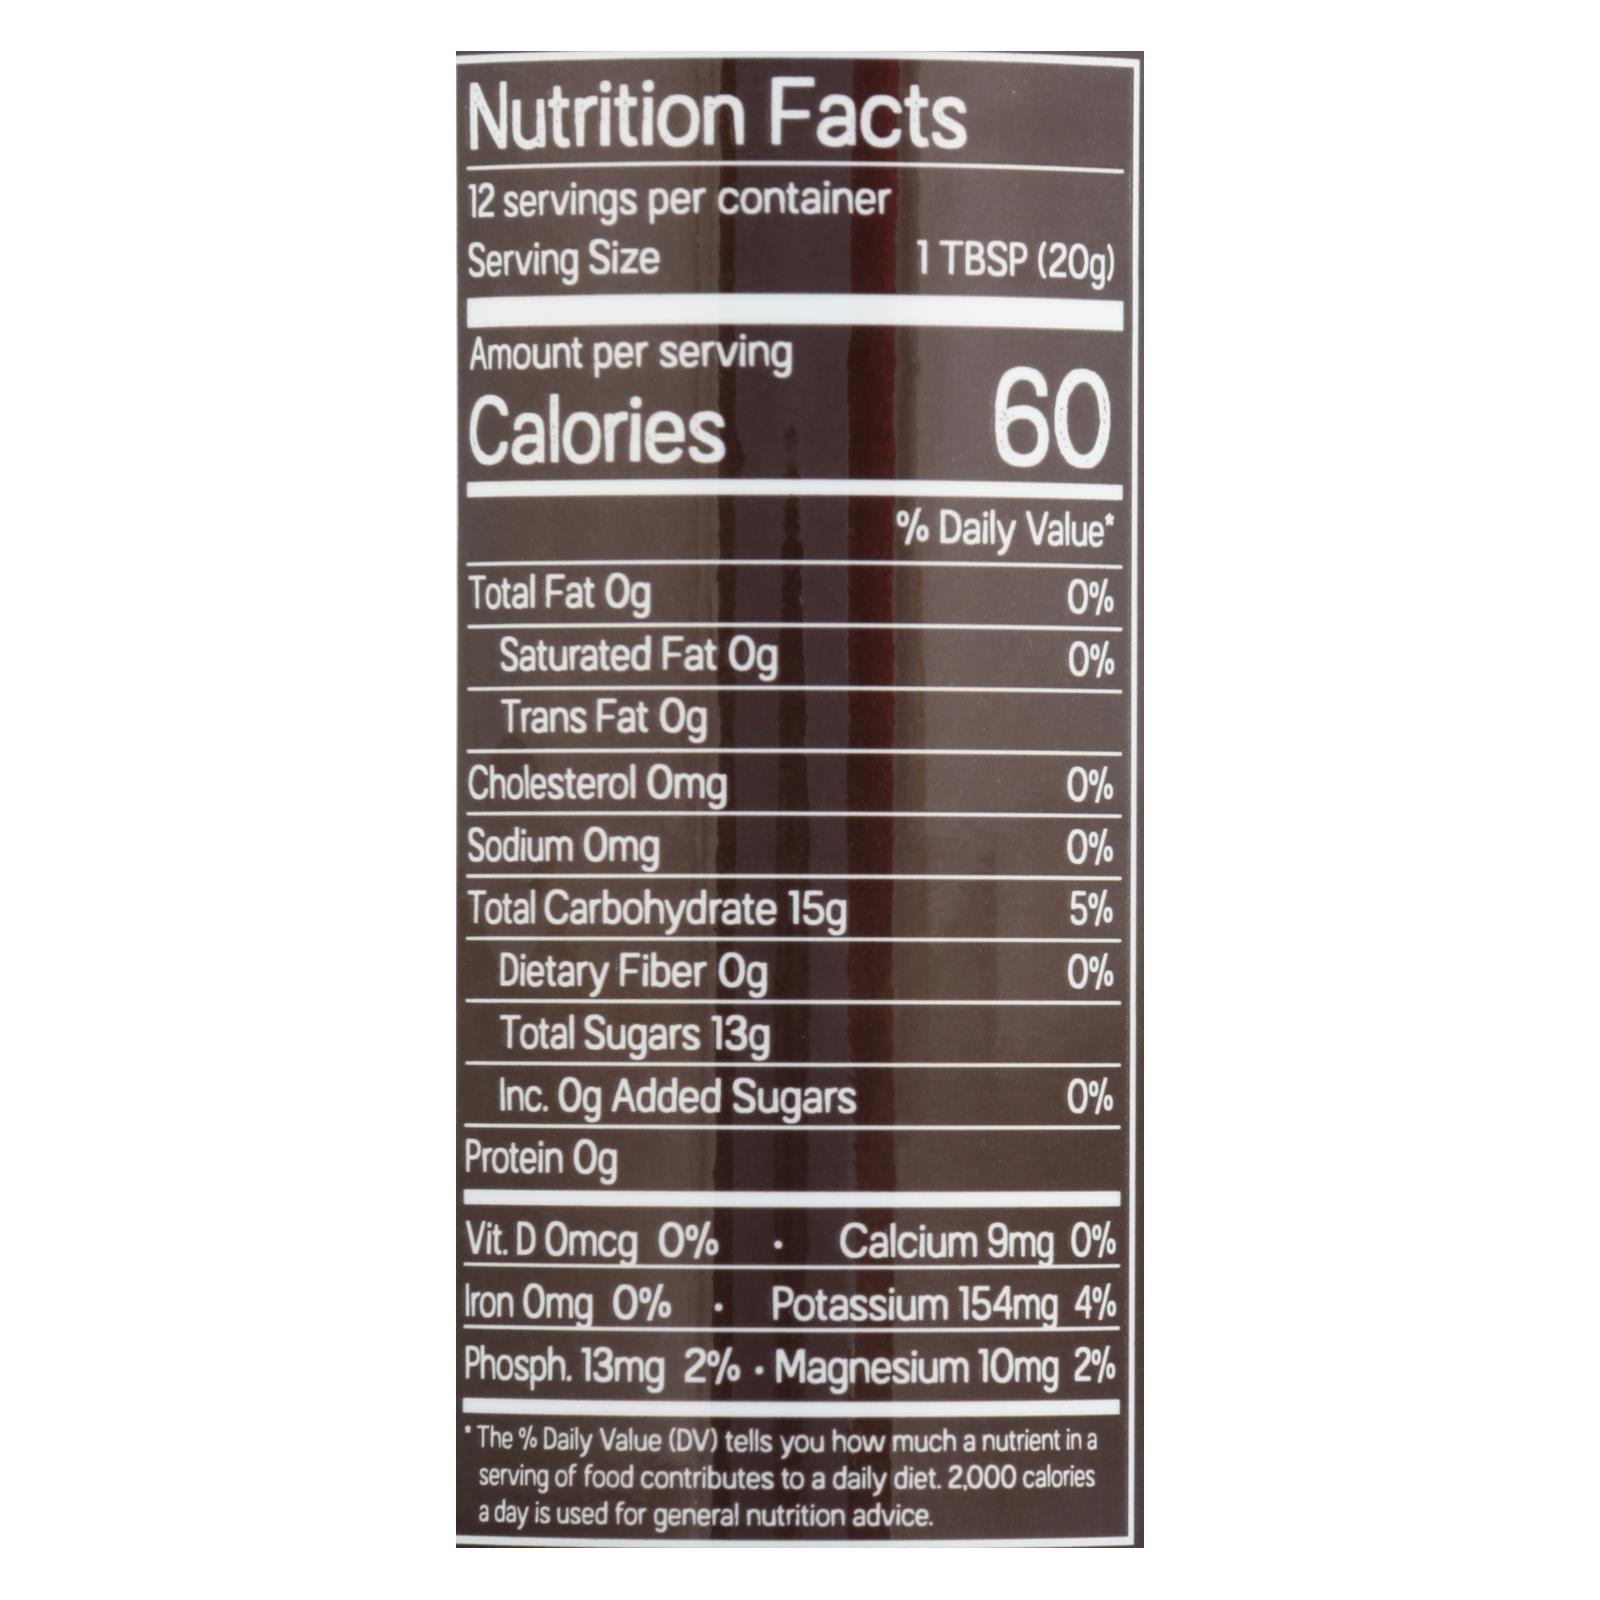 Nutrition Facts
12 servings per container
Serving Size 1 TBSP (20g)
Amount per serving
Calories 60
% Daily Value*
Total Fat 0g 0%
Saturated Fat 0g 0%
Trans Fat 0g
Cholesterol 0mg 0%
Sodium 0mg 0%
Total Carbohydrate 15g 5%
Dietary Fiber 0g 0%
Total Sugars 13g
Inc. 0g Added Sugars 0%
Protein 0g
Vit. D 0mcg 0% · Calcium 9mg 0%
Iron 0mg 0% · Potassium 154mg 4%
Phosph. 13mg 2% · Magnesium 10mg 2%
* The % Daily Value (DV) tells you how much a nutrient in a
serving of food contributes to a daily diet. 2,000 calories
a day is used for general nutrition advice.